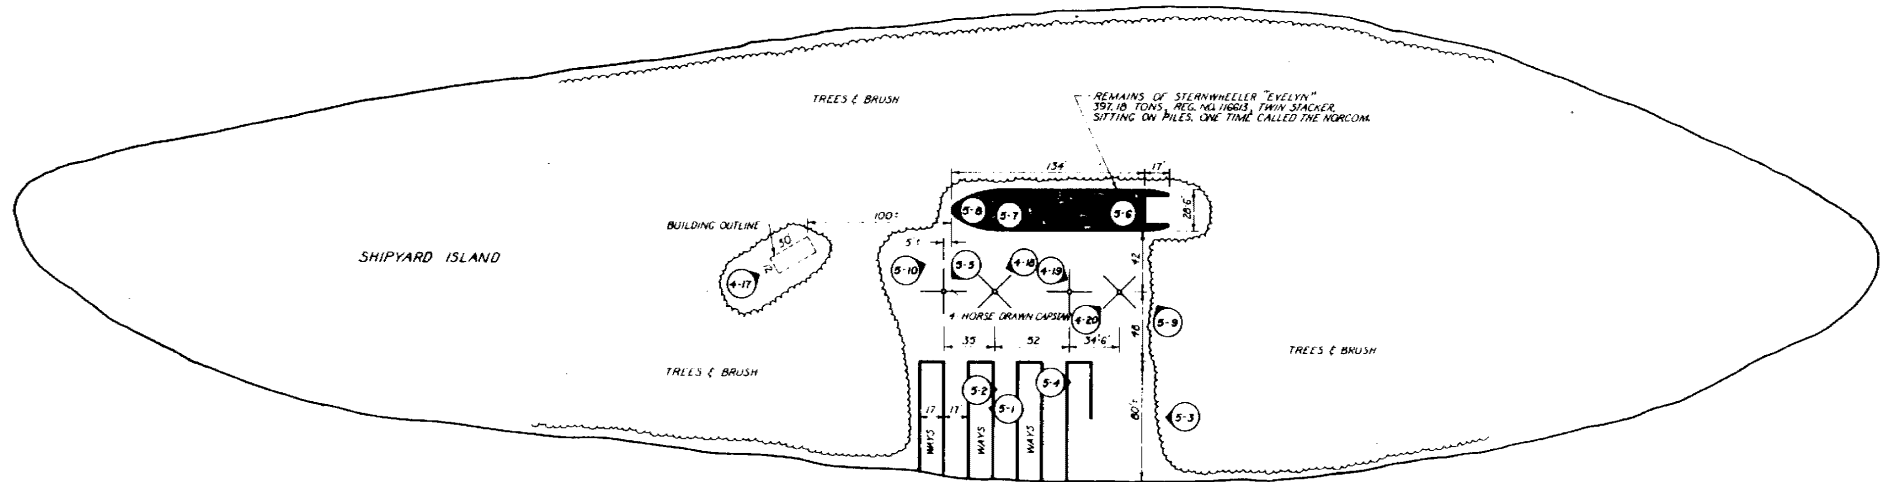 TREES & BRUSH
REMAINS OF STERNWHEELER "EVELYN"
397.18 TONS, REG. NO. 116613, TWIN STACKER,
SITTING ON PILES, ONE TIME CALLED THE NORCOM.
134'
17'
5-8
5-7
5-6
28'6"
100'±
BUILDING OUTLINE
30'
SHIPYARD ISLAND
4-17
5'±
5-10
5-5
4-18
4-19
42
4 HORSE DRAWN CAPSTAN
4-20
5-9
48
35
52
34'6"
TREES & BRUSH
TREES & BRUSH
5-2
5-4
5-1
17
17'
5-3
80'±
WAYS
WAYS
WAYS